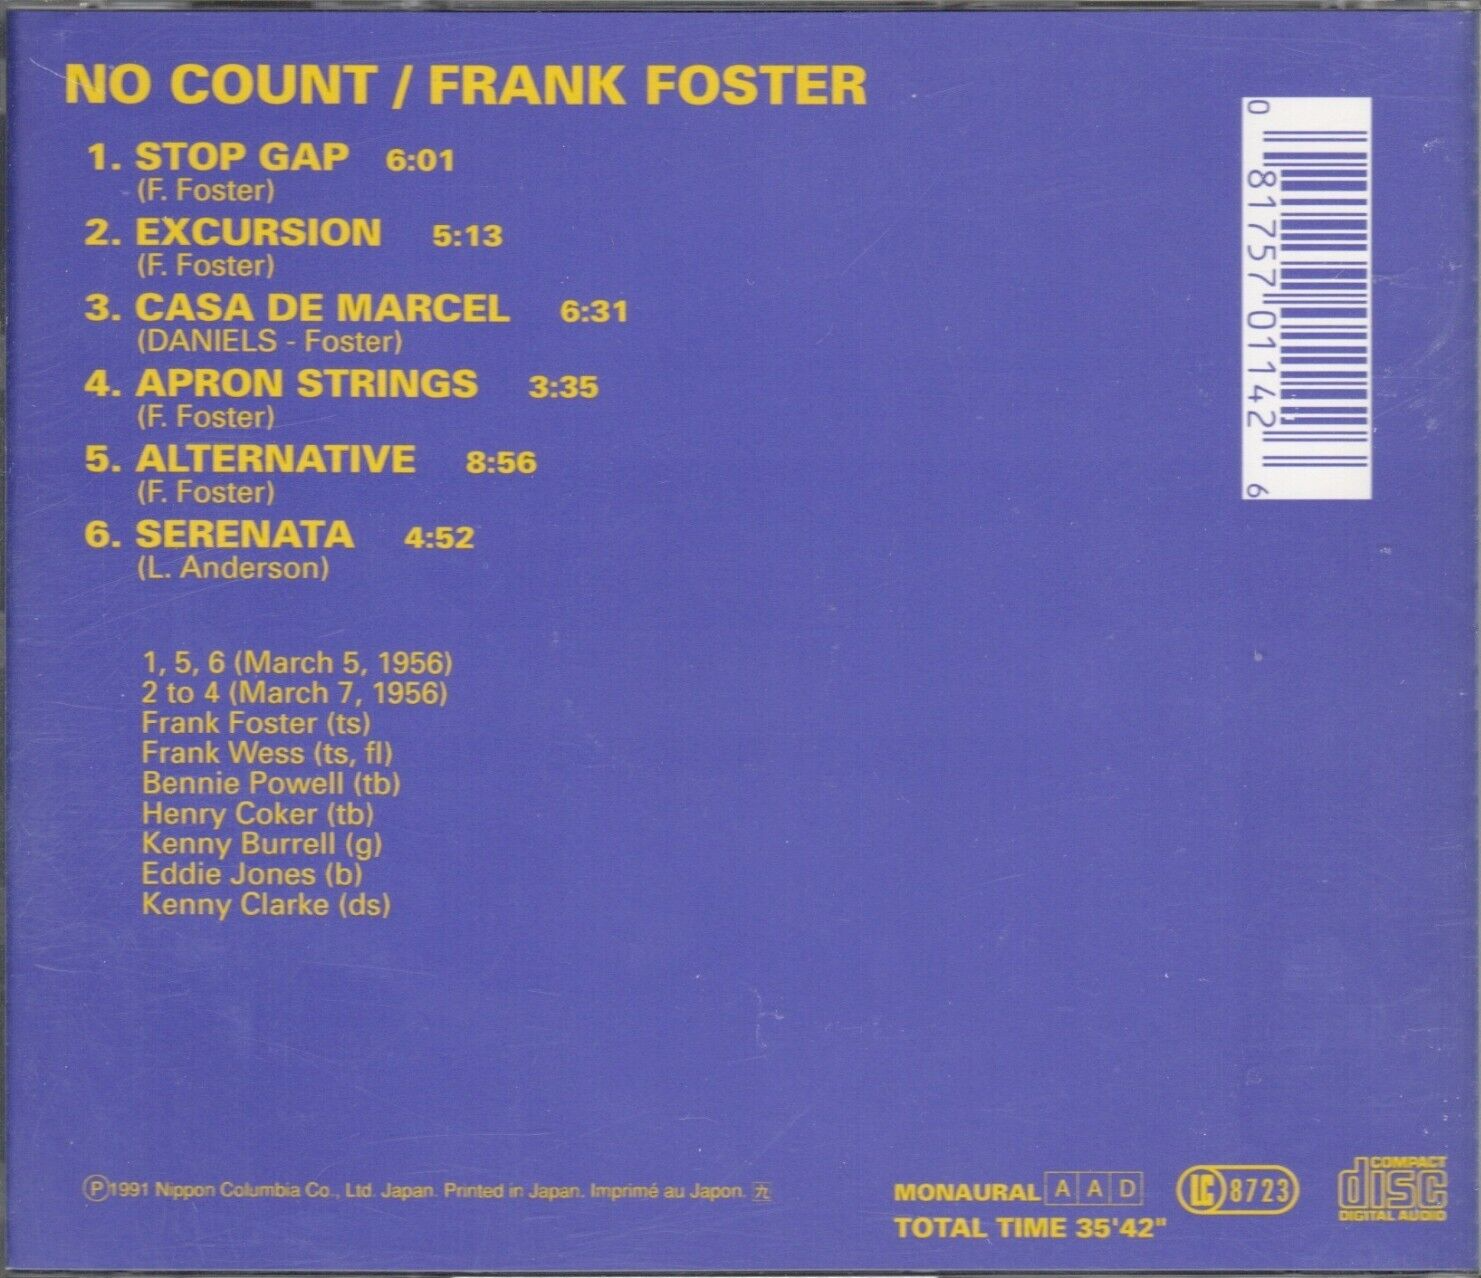 NO COUNT / FRANK FOSTER
1. STOP GAP 6:01
(F. Foster)
2. EXCURSION 5:13
(F. Foster)
3. CASA DE MARCEL 6:31
(DANIELS - Foster)
4. APRON STRINGS 3:35
(F. Foster)
5. ALTERNATIVE 8:56
(F. Foster)
6. SERENATA 4:52
(L. Anderson)
1, 5, 6 (March 5, 1956)
2 to 4 (March 7, 1956)
Frank Foster (ts)
Frank Wess (ts, fl)
Bennie Powell (tb)
Henry Coker (tb)
Kenny Burrell (g)
Eddie Jones (b)
Kenny Clarke (ds)
0 81757 01142 6
Ⓟ1991 Nippon Columbia Co., Ltd. Japan. Printed in Japan. Imprimé au Japon. 九
MONAURAL A A D
TOTAL TIME 35'42"
LC 8723
COMPACT
disc
DIGITAL AUDIO